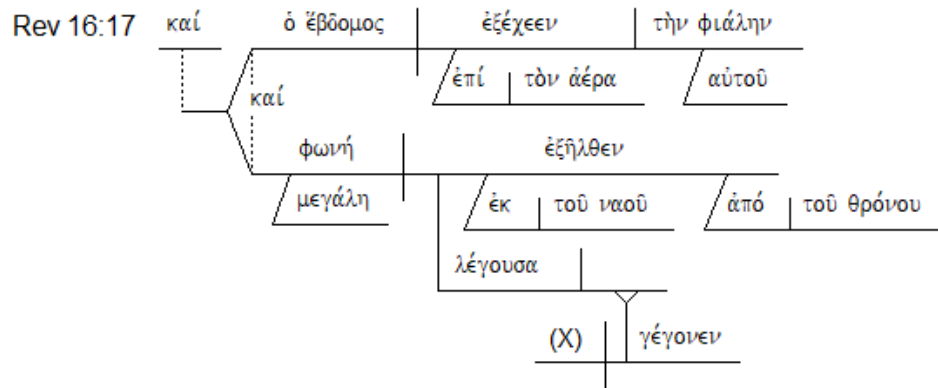 Rev 16:17 καί ὁ ἕβδομος ἐξέχεεν τὴν φιάλην
ἐπί τὸν ἀέρα αὐτοῦ
καί
φωνή ἐξῆλθεν
μεγάλη ἐκ τοῦ ναοῦ ἀπό τοῦ θρόνου
λέγουσα
(X) γέγονεν